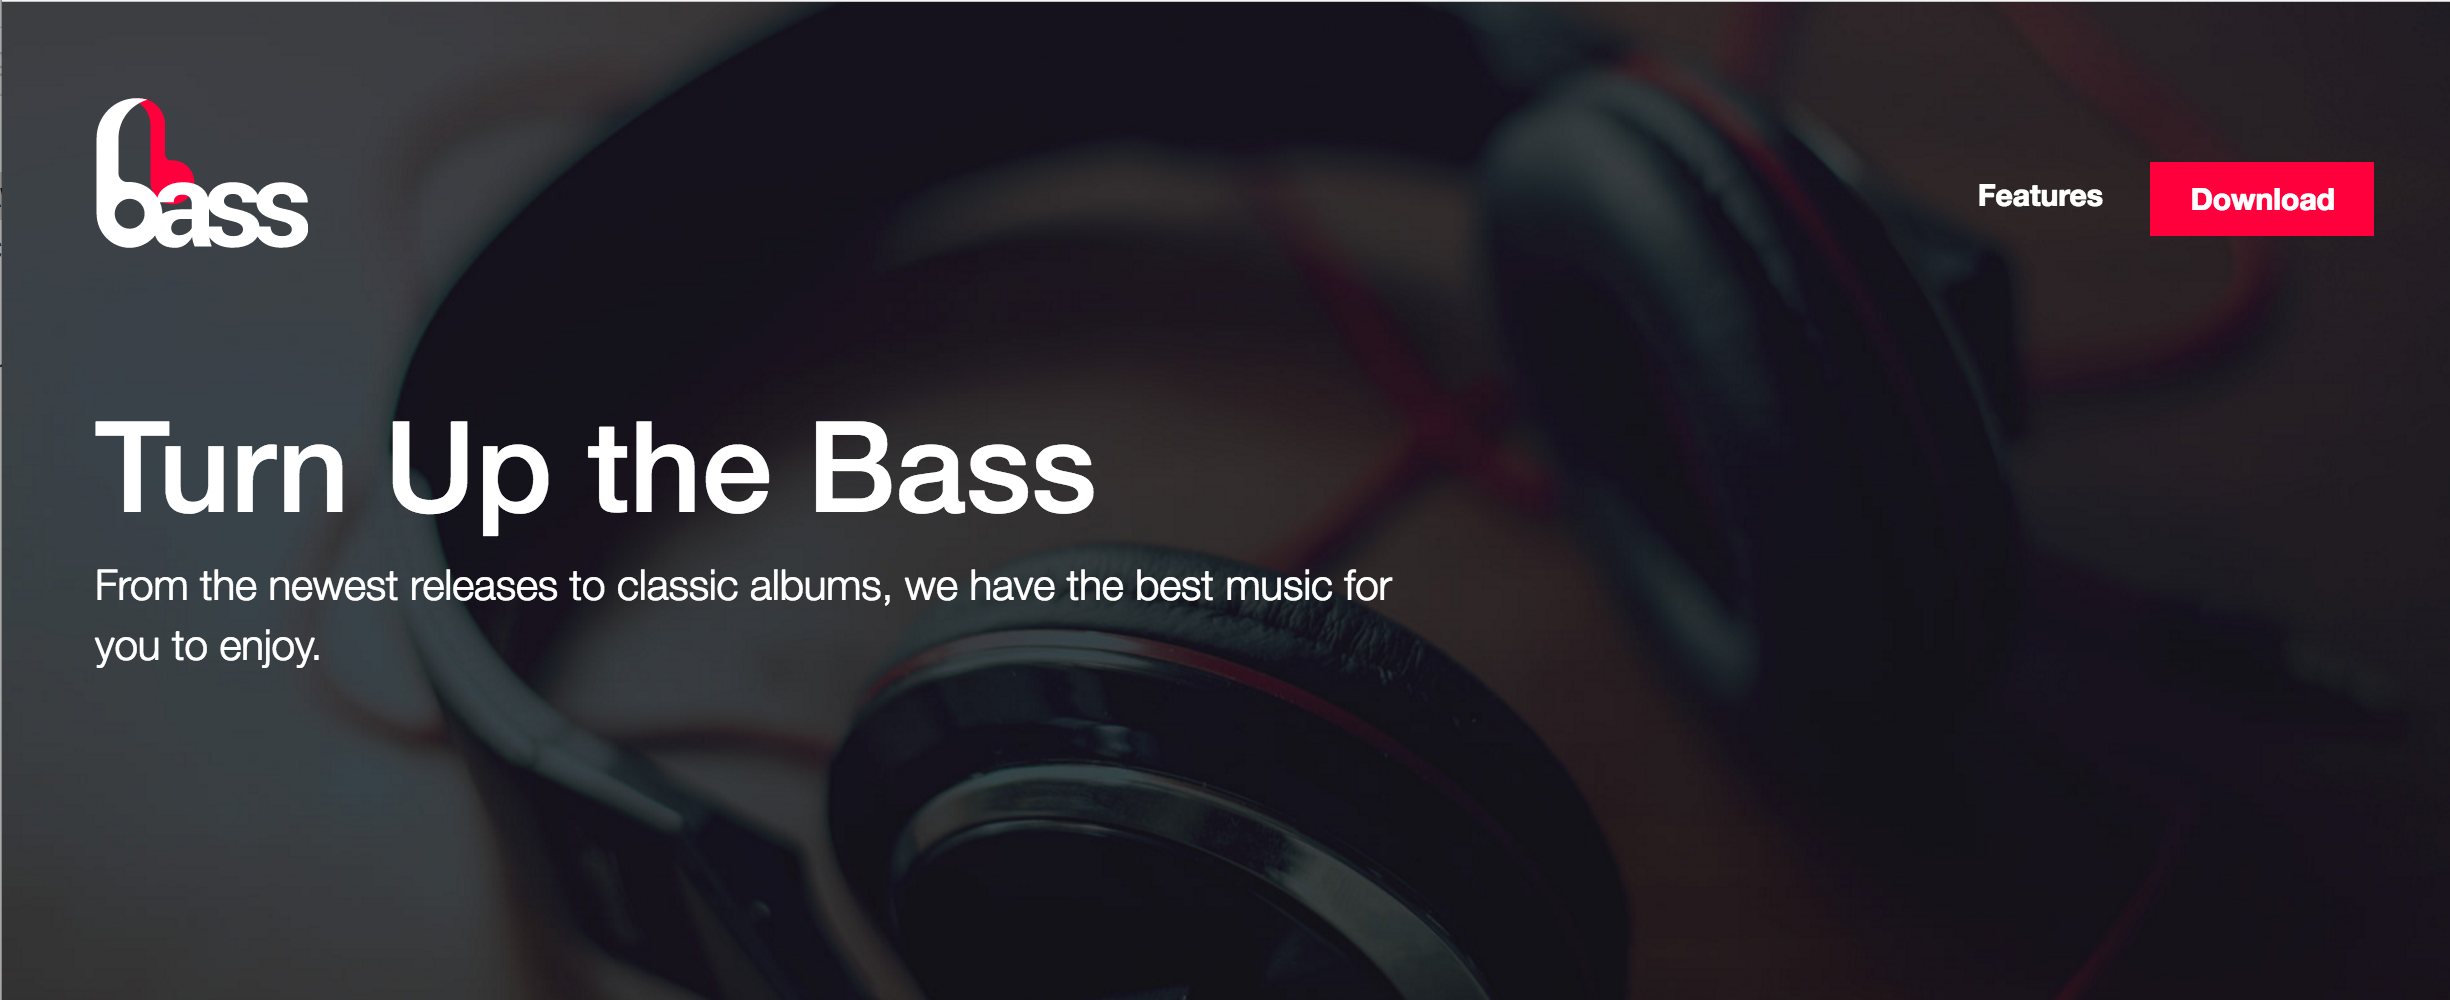 bass
Features
Download
Turn Up the Bass
From the newest releases to classic albums, we have the best music for
you to enjoy.